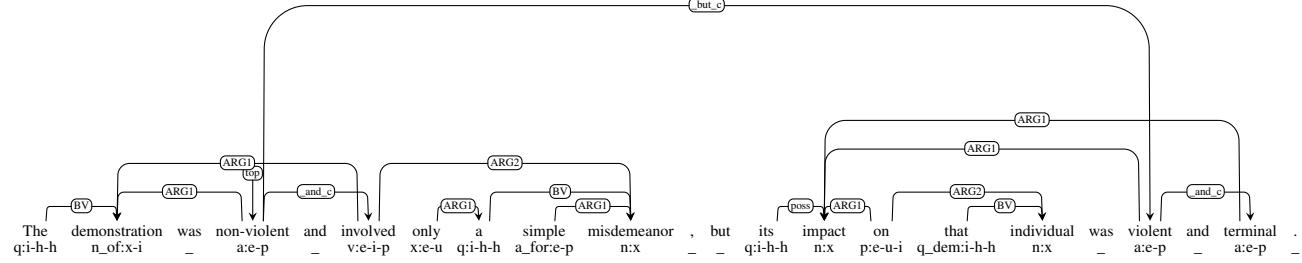 _but_c
ARG1
ARG1 ARG2 ARG1
top
BV ARG1 _and_c BV ARG2 _and_c
ARG1 ARG1 poss ARG1 BV
The demonstration was non-violent and involved only a simple misdemeanor , but its impact on that individual was violent and terminal .
q:i-h-h n_of:x-i _ a:e-p _ v:e-i-p x:e-u q:i-h-h a_for:e-p n:x _ _ q:i-h-h n:x p:e-u-i q_dem:i-h-h n:x _ a:e-p _ a:e-p _